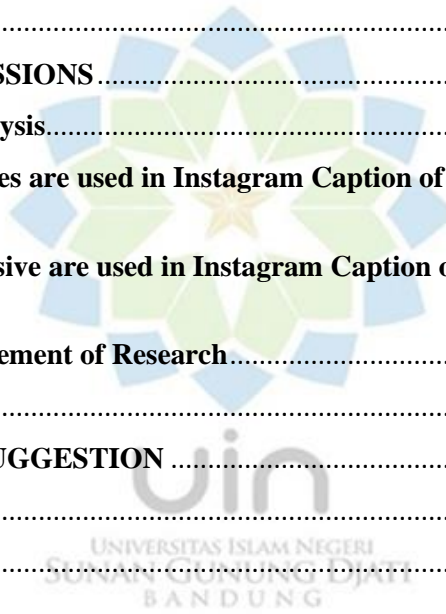 SSIONS
ysis
es are used in Instagram Caption of
sive are used in Instagram Caption o
ement of Research
UGGESTION
uin
UNIVERSITAS ISLAM NEGERI
SUNAN GUNUNG DJATI
BANDUNG